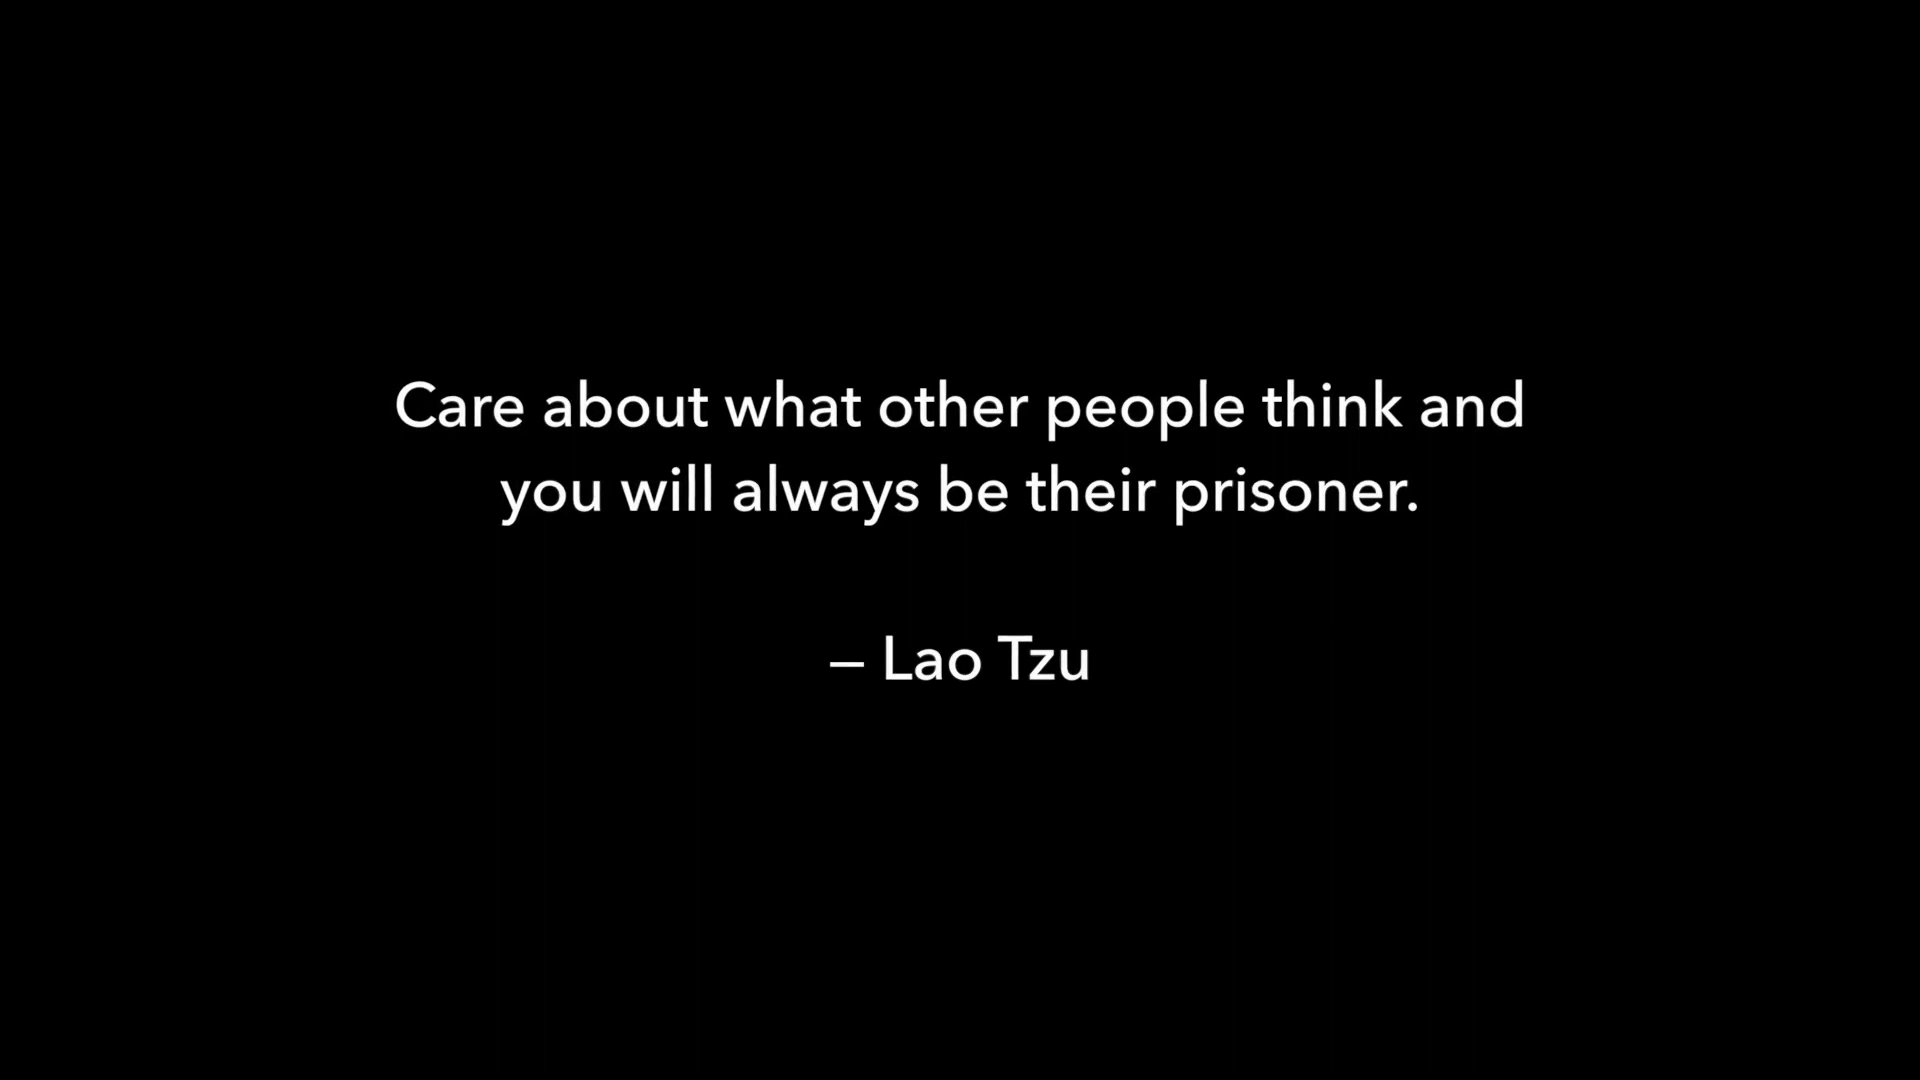 Care about what other people think and
you will always be their prisoner.
— Lao Tzu